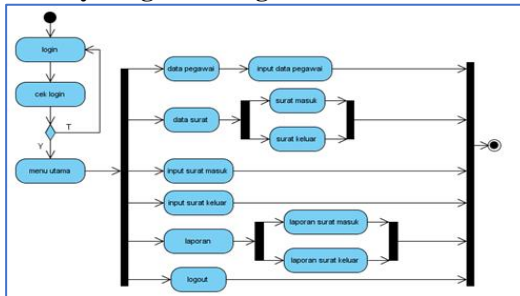 login
cek login
T
Y
menu utama
data pegawai
input data pegawai
data surat
surat masuk
surat keluar
input surat masuk
input surat keluar
laporan
laporan surat masuk
laporan surat keluar
logout